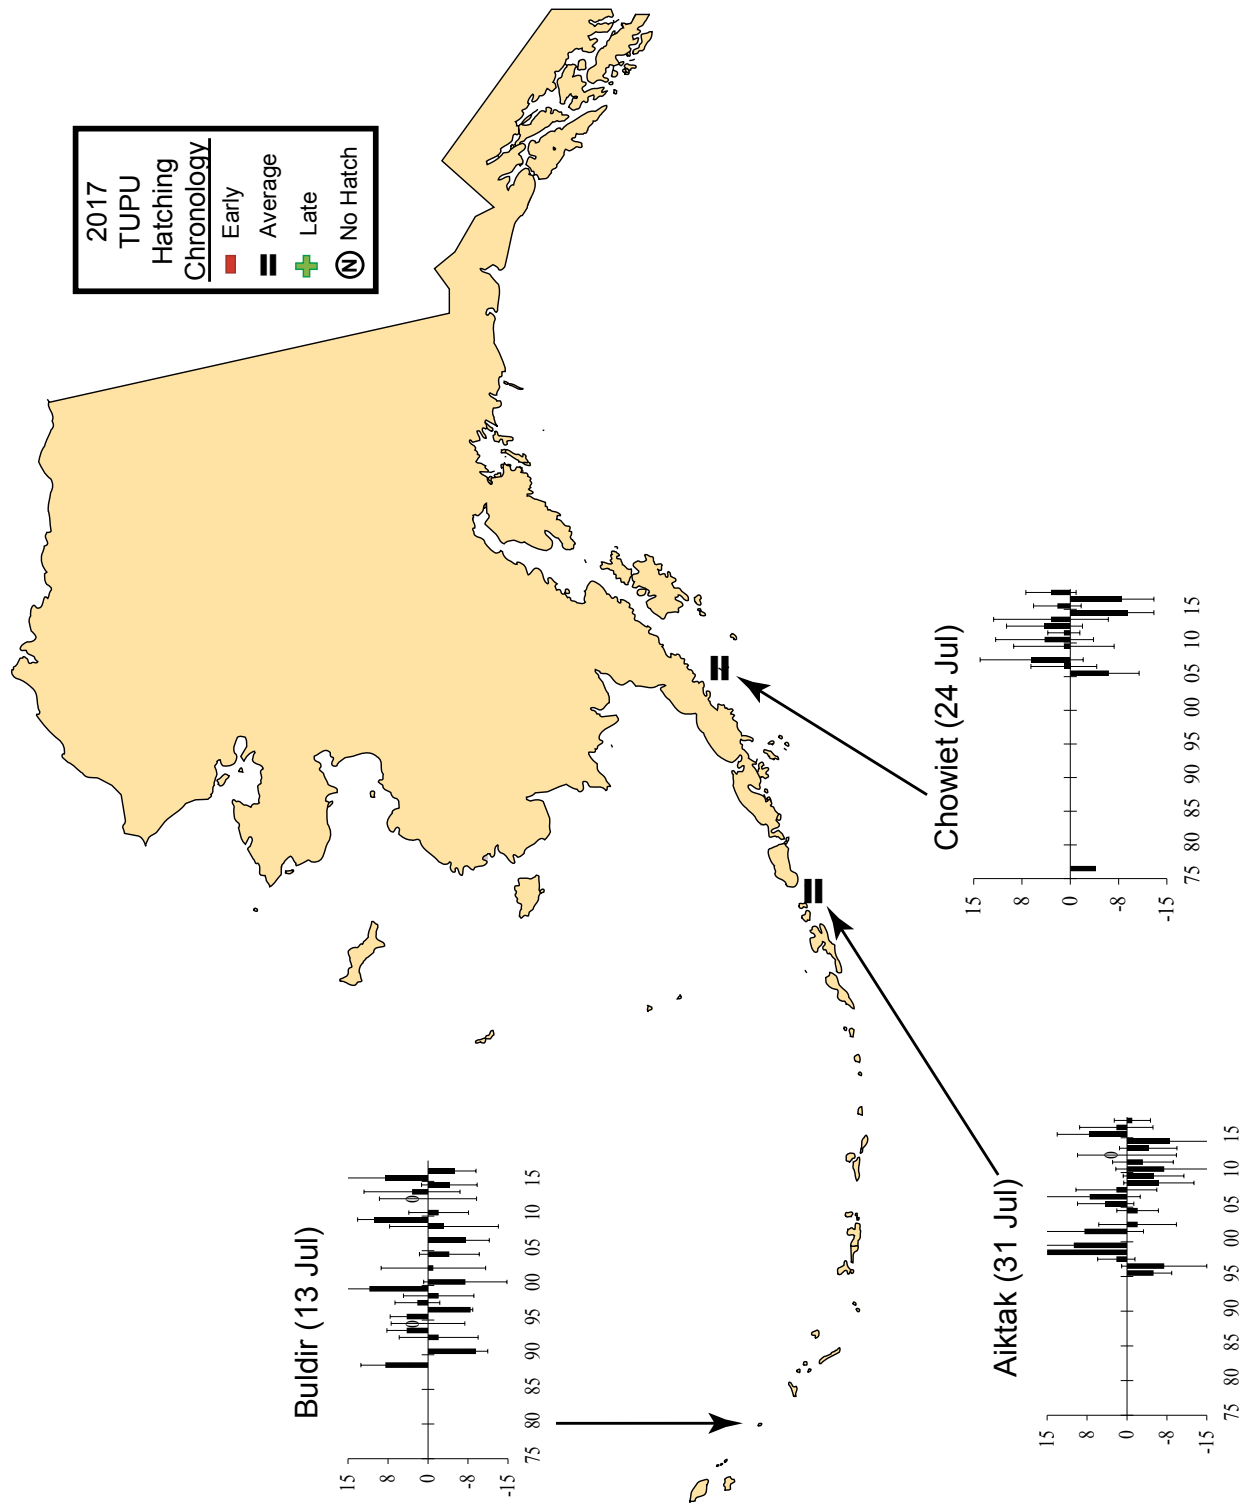 2017
TUPU
Hatching
Chronology
Early
Average
Late
N No Hatch
Buldir (13 Jul)
15
8
0
-8
-15
75 80 85 90 95 00 05 10 15
Aiktak (31 Jul)
15
8
0
-8
-15
75 80 85 90 95 00 05 10 15
Chowiet (24 Jul)
15
8
0
-8
-15
75 80 85 90 95 00 05 10 15